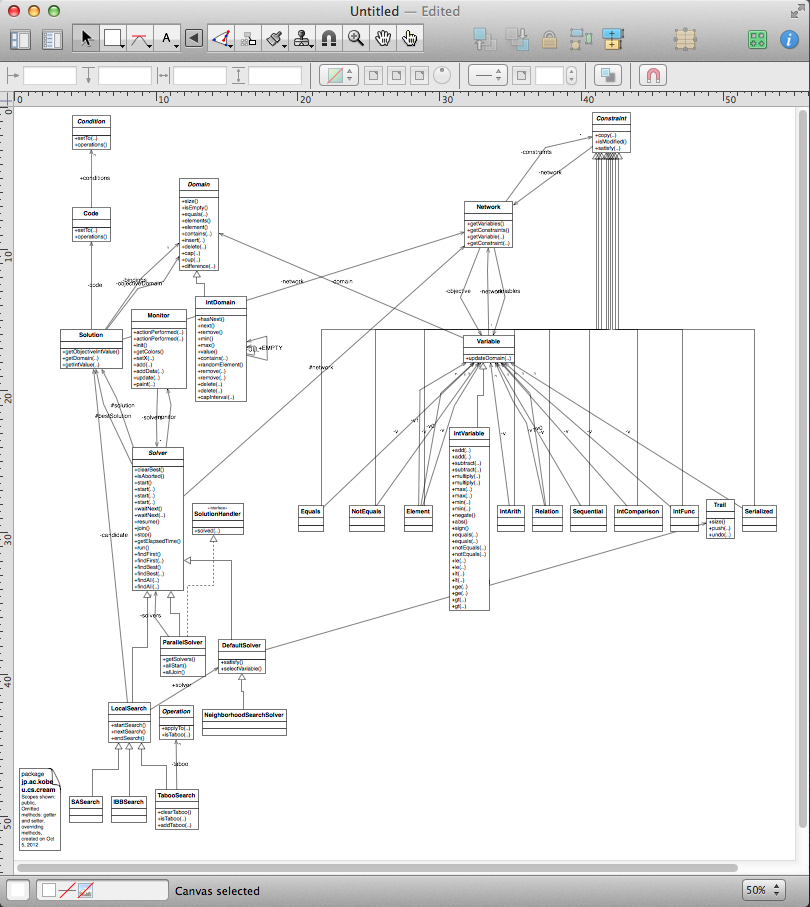 Untitled — Edited
A
0
10
20
30
40
50
0
10
20
30
40
50
Condition
+setTo(..)
+operations()
+conditions
Code
+setTo(..)
+operations()
-code
Domain
+size()
+isEmpty()
+equals(..)
+elements()
+element()
+contains(..)
+insert(..)
+delete(..)
+cap(..)
+cup(..)
+difference(..)
-objectiveDomain
IntDomain
+hasNext()
+next()
+remove()
+min()
+max()
+value()
+contains(..)
+randomElement()
+remove(..)
+remove(..)
+delete(..)
+delete(..)
+capInterval(..)
+EMPTY
Monitor
+actionPerformed(..)
+actionPerformed(..)
+init()
+getColors()
+setX(..)
+add(..)
+addData(..)
+update(..)
+paint(..)
Solution
+getObjectiveIntValue()
+getDomain(..)
+getIntValue(..)
#solution
#bestSolution
Solver
+clearBest()
+isAborted()
+start()
+start(..)
+start(..)
+start(..)
+waitNext()
+waitNext(..)
+resume()
+join()
+stop()
+getElapsedTime()
+run()
+findFirst()
+findFirst(..)
+findBest()
+findBest(..)
+findAll(..)
+findAll(..)
-candidate
-solvers
«interface»
SolutionHandler
+solved(..)
ParallelSolver
+getSolvers()
+allStart()
+allJoin()
+solver
DefaultSolver
+satisfy()
+selectVariable()
NeighborhoodSearchSolver
LocalSearch
+startSearch()
+nextSearch()
+endSearch()
Operation
+applyTo(..)
+isTaboo(..)
-taboo
SASearch
IBBSearch
TabooSearch
+clearTaboo()
+isTaboo(..)
+addTaboo(..)
package
jp.ac.kobe
u.cs.cream
Scopes shown:
public,
Omitted
methods: getter
and setter,
overriding
methods,
created on Oct
5, 2012
Constraint
+copy(..)
+isModified()
+satisfy(..)
-constraints
-network
Network
+getVariables()
+getConstraints()
+getVariable(..)
+getConstraint(..)
-network
-domain
-objective
#network
Variable
+updateDomain(..)
IntVariable
+add(..)
+add(..)
+subtract(..)
+subtract(..)
+multiply(..)
+multiply(..)
+max(..)
+max(..)
+min(..)
+min(..)
+negate()
+abs()
+sign()
+equals(..)
+equals(..)
+notEquals(..)
+notEquals(..)
+le(..)
+le(..)
+lt(..)
+lt(..)
+ge(..)
+ge(..)
+gt(..)
+gt(..)
-v
-v
-v
-v
-v
-v
-v
Equals
NotEquals
Element
IntArith
Relation
Sequential
IntComparison
IntFunc
Trail
+size()
+push(..)
+undo(..)
Serialized
Canvas selected
50%